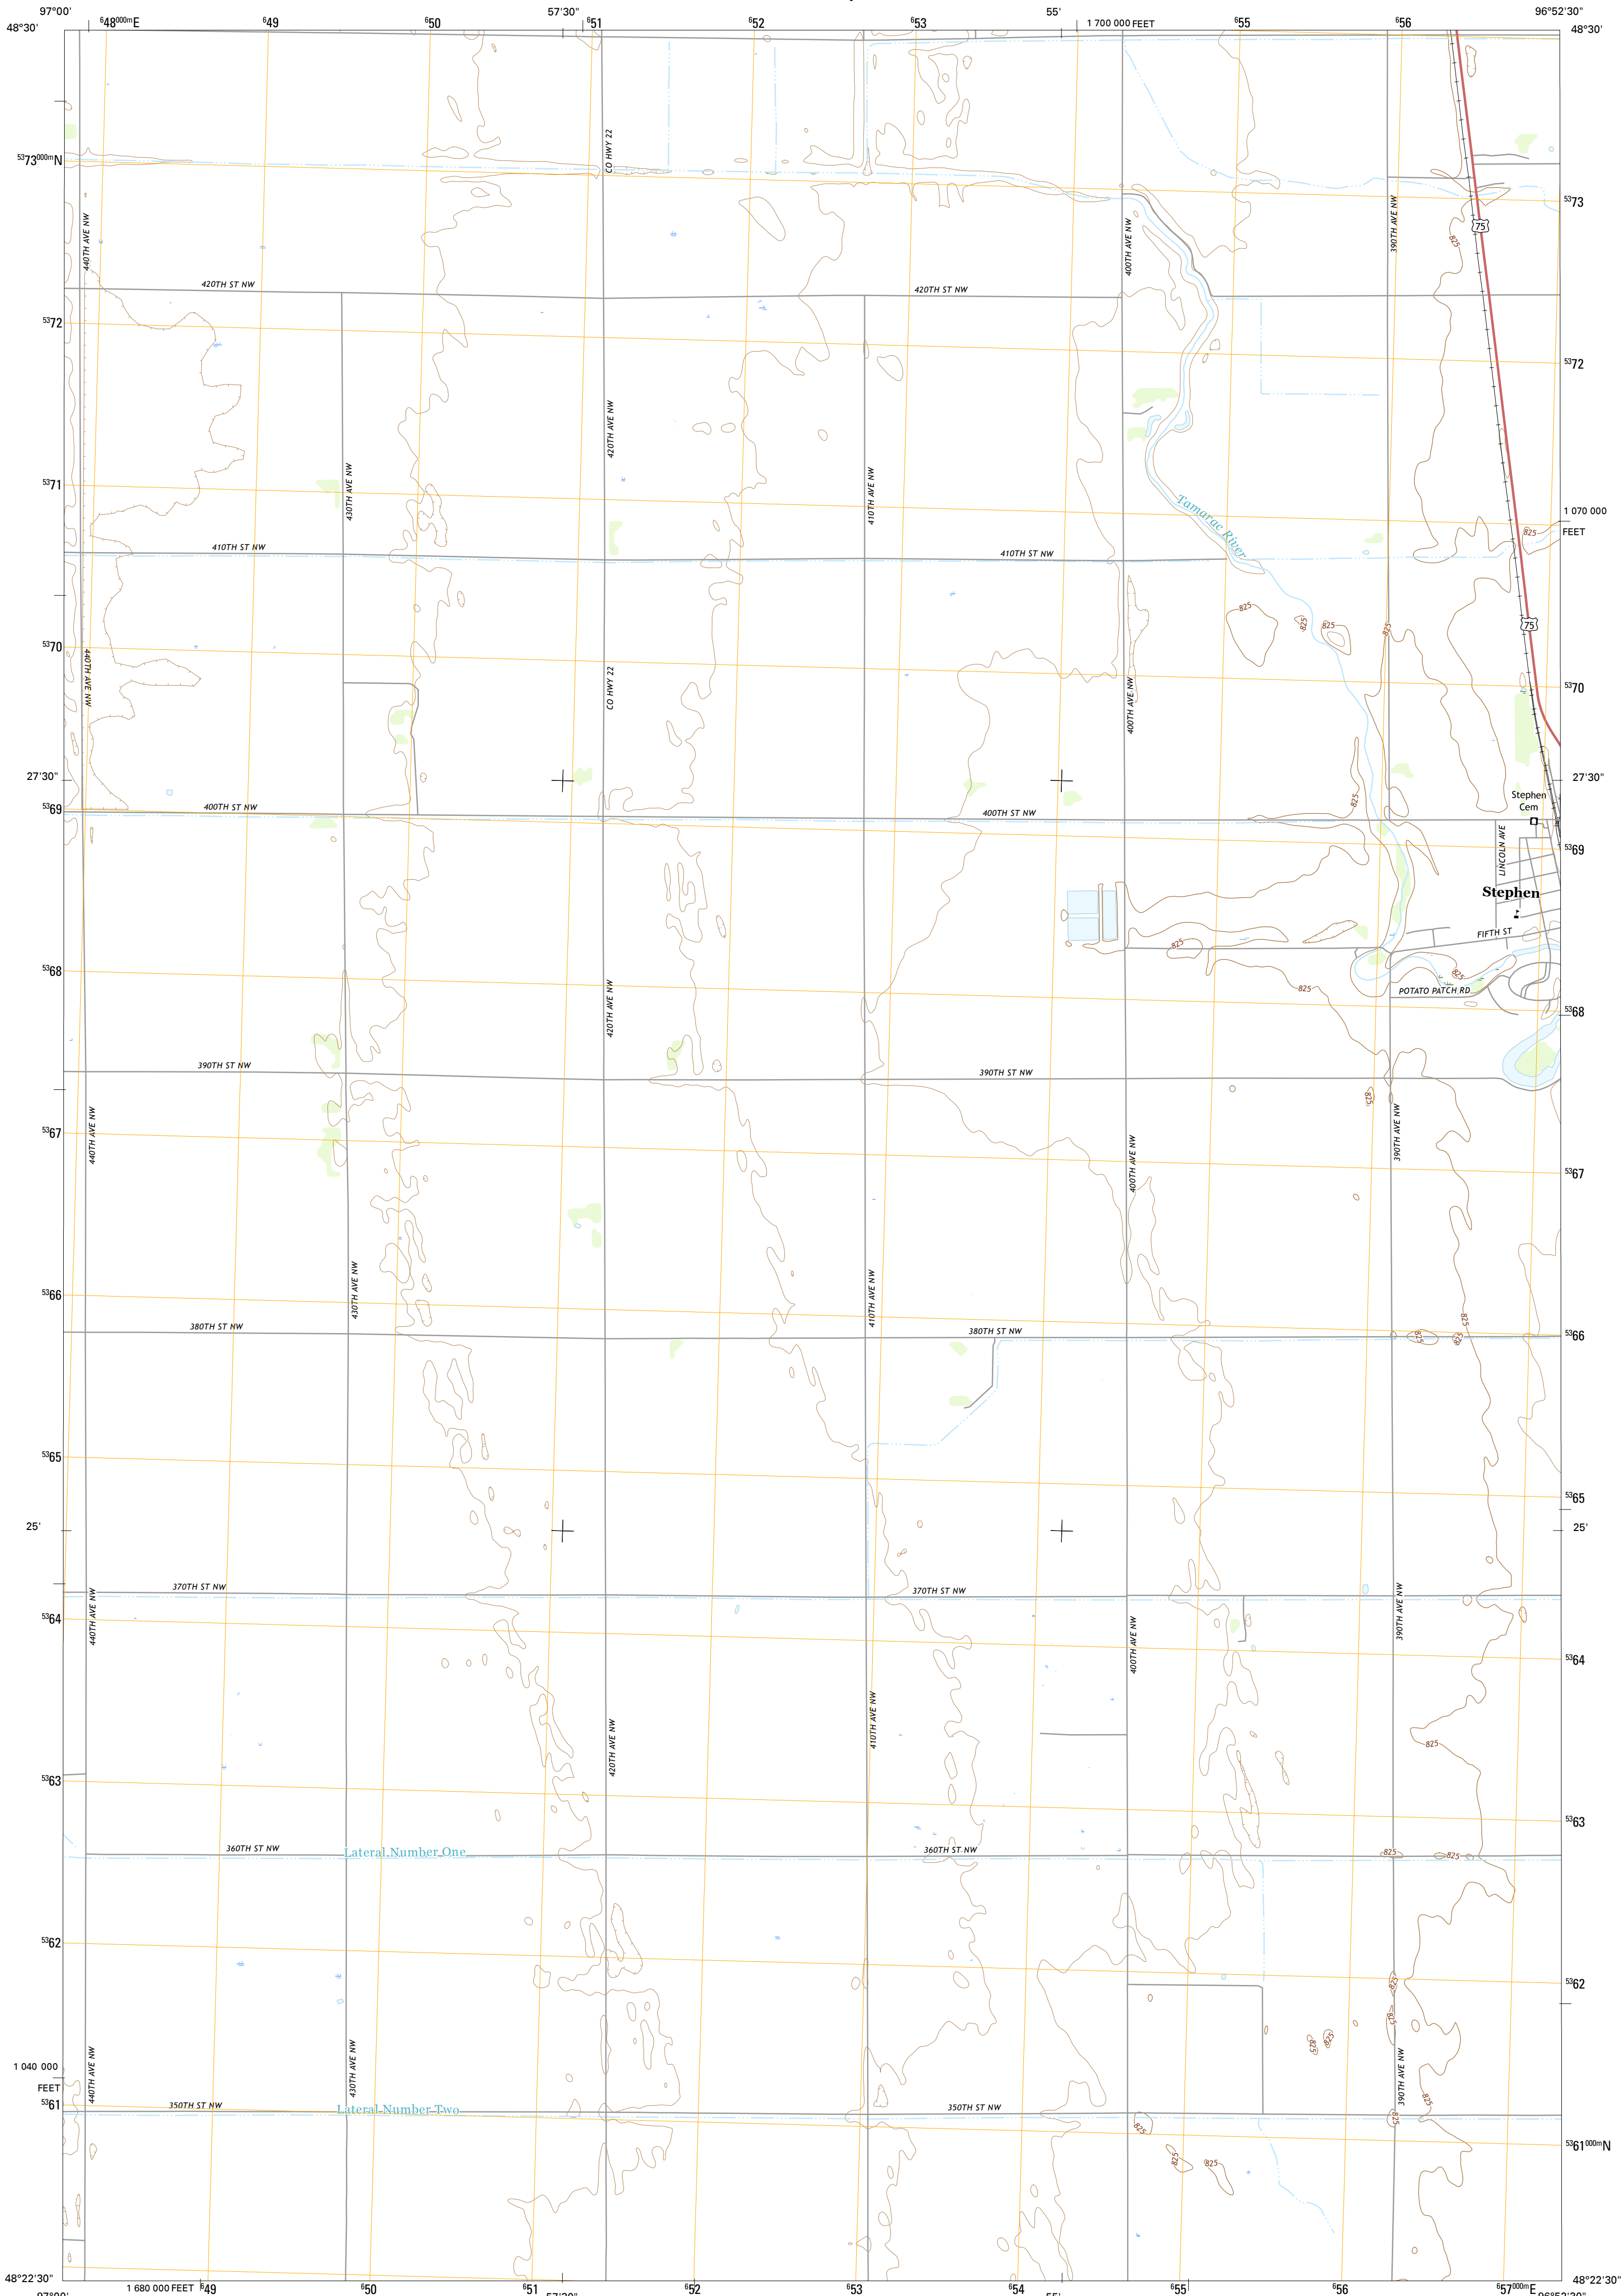 97°00' ⁶48⁰⁰⁰ᵐE ⁶49 ⁶50 57'30" ⁶51 ⁶52 ⁶53 55' 1 700 000 FEET ⁶55 ⁶56 96°52'30"
48°30' 48°30'
CO HWY 22
⁵³73⁰⁰⁰ᵐN
⁵³73
440TH AVE NW
400TH AVE NW
390TH AVE NW
75
825
420TH ST NW
420TH ST NW
⁵³72
⁵³72
420TH AVE NW
430TH AVE NW
410TH AVE NW
⁵³71
Tamarac River
1 070 000
FEET
825
410TH ST NW
410TH ST NW
825
825
825
825
75
⁵³70
440TH AVE NW
CO HWY 22
400TH AVE NW
⁵³70
27'30"
27'30"
Stephen
Cem
825
⁵³69
400TH ST NW
400TH ST NW
LINCOLN AVE
⁵³69
Stephen
FIFTH ST
825
⁵³68
825
825
POTATO PATCH RD
420TH AVE NW
⁵³68
390TH ST NW
390TH ST NW
825
440TH AVE NW
⁵³67
400TH AVE NW
390TH AVE NW
⁵³67
430TH AVE NW
410TH AVE NW
⁵³66
825
380TH ST NW
380TH ST NW
825
825
⁵³66
⁵³65
⁵³65
25'
25'
370TH ST NW
370TH ST NW
440TH AVE NW
400TH AVE NW
390TH AVE NW
⁵³64
⁵³64
420TH AVE NW
410TH AVE NW
825
⁵³63
⁵³63
360TH ST NW
Lateral Number One
360TH ST NW
825
825
⁵³62
825
⁵³62
825
825
825
1 040 000
FEET
440TH AVE NW
430TH AVE NW
390TH AVE NW
825
⁵³61
350TH ST NW
Lateral Number Two
350TH ST NW
825
825
825
825
⁵³61⁰⁰⁰ᵐN
48°22'30" 48°22'30"
1 680 000 FEET ⁶49 ⁶50 ⁶51 ⁶52 ⁶53 ⁶54 ⁶55 ⁶56 ⁶57⁰⁰⁰ᵐE